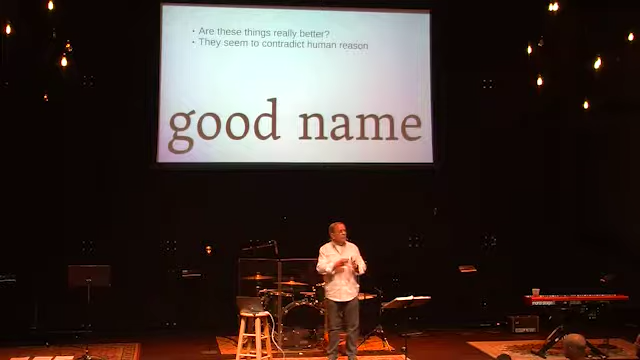 • Are these things really better?
• They seem to contradict human reason
good name